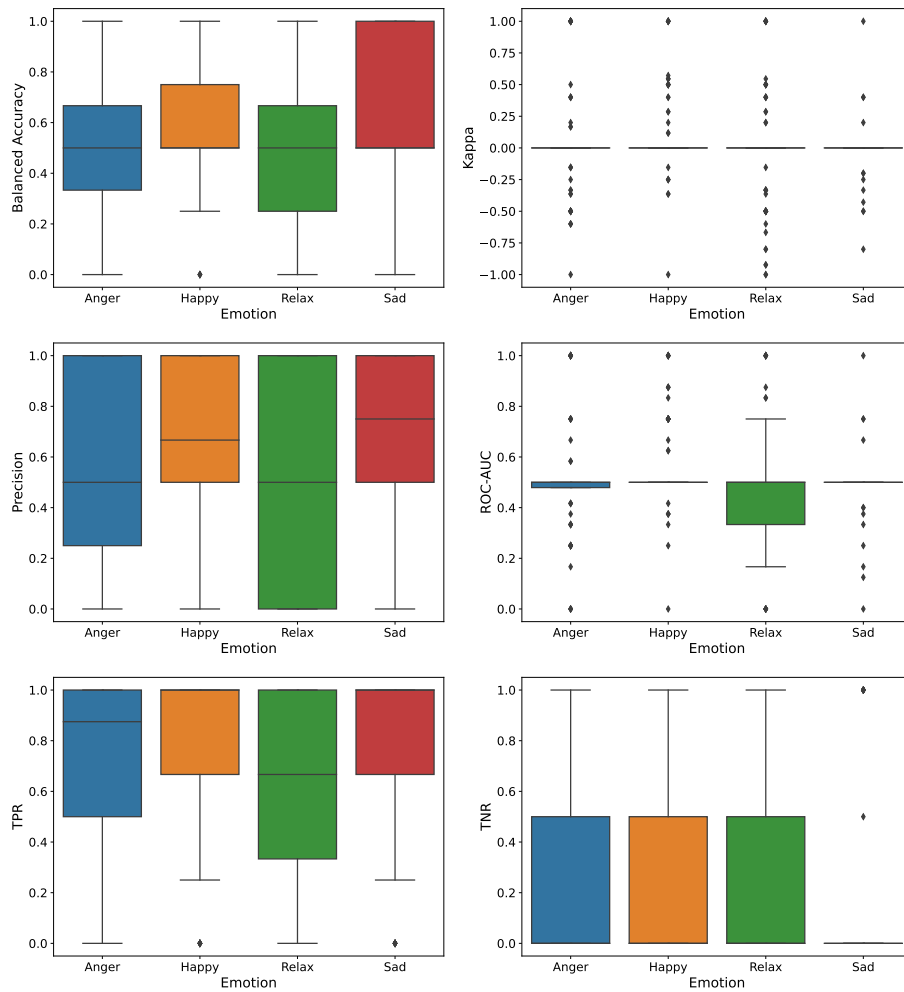 1.0
0.8
0.6
0.4
0.2
0.0
Balanced Accuracy
Anger Happy Relax Sad
Emotion
1.00
0.75
0.50
0.25
0.00
−0.25
−0.50
−0.75
−1.00
Kappa
Anger Happy Relax Sad
Emotion
1.0
0.8
0.6
0.4
0.2
0.0
Precision
Anger Happy Relax Sad
Emotion
1.0
0.8
0.6
0.4
0.2
0.0
ROC-AUC
Anger Happy Relax Sad
Emotion
1.0
0.8
0.6
0.4
0.2
0.0
TPR
Anger Happy Relax Sad
Emotion
1.0
0.8
0.6
0.4
0.2
0.0
TNR
Anger Happy Relax Sad
Emotion